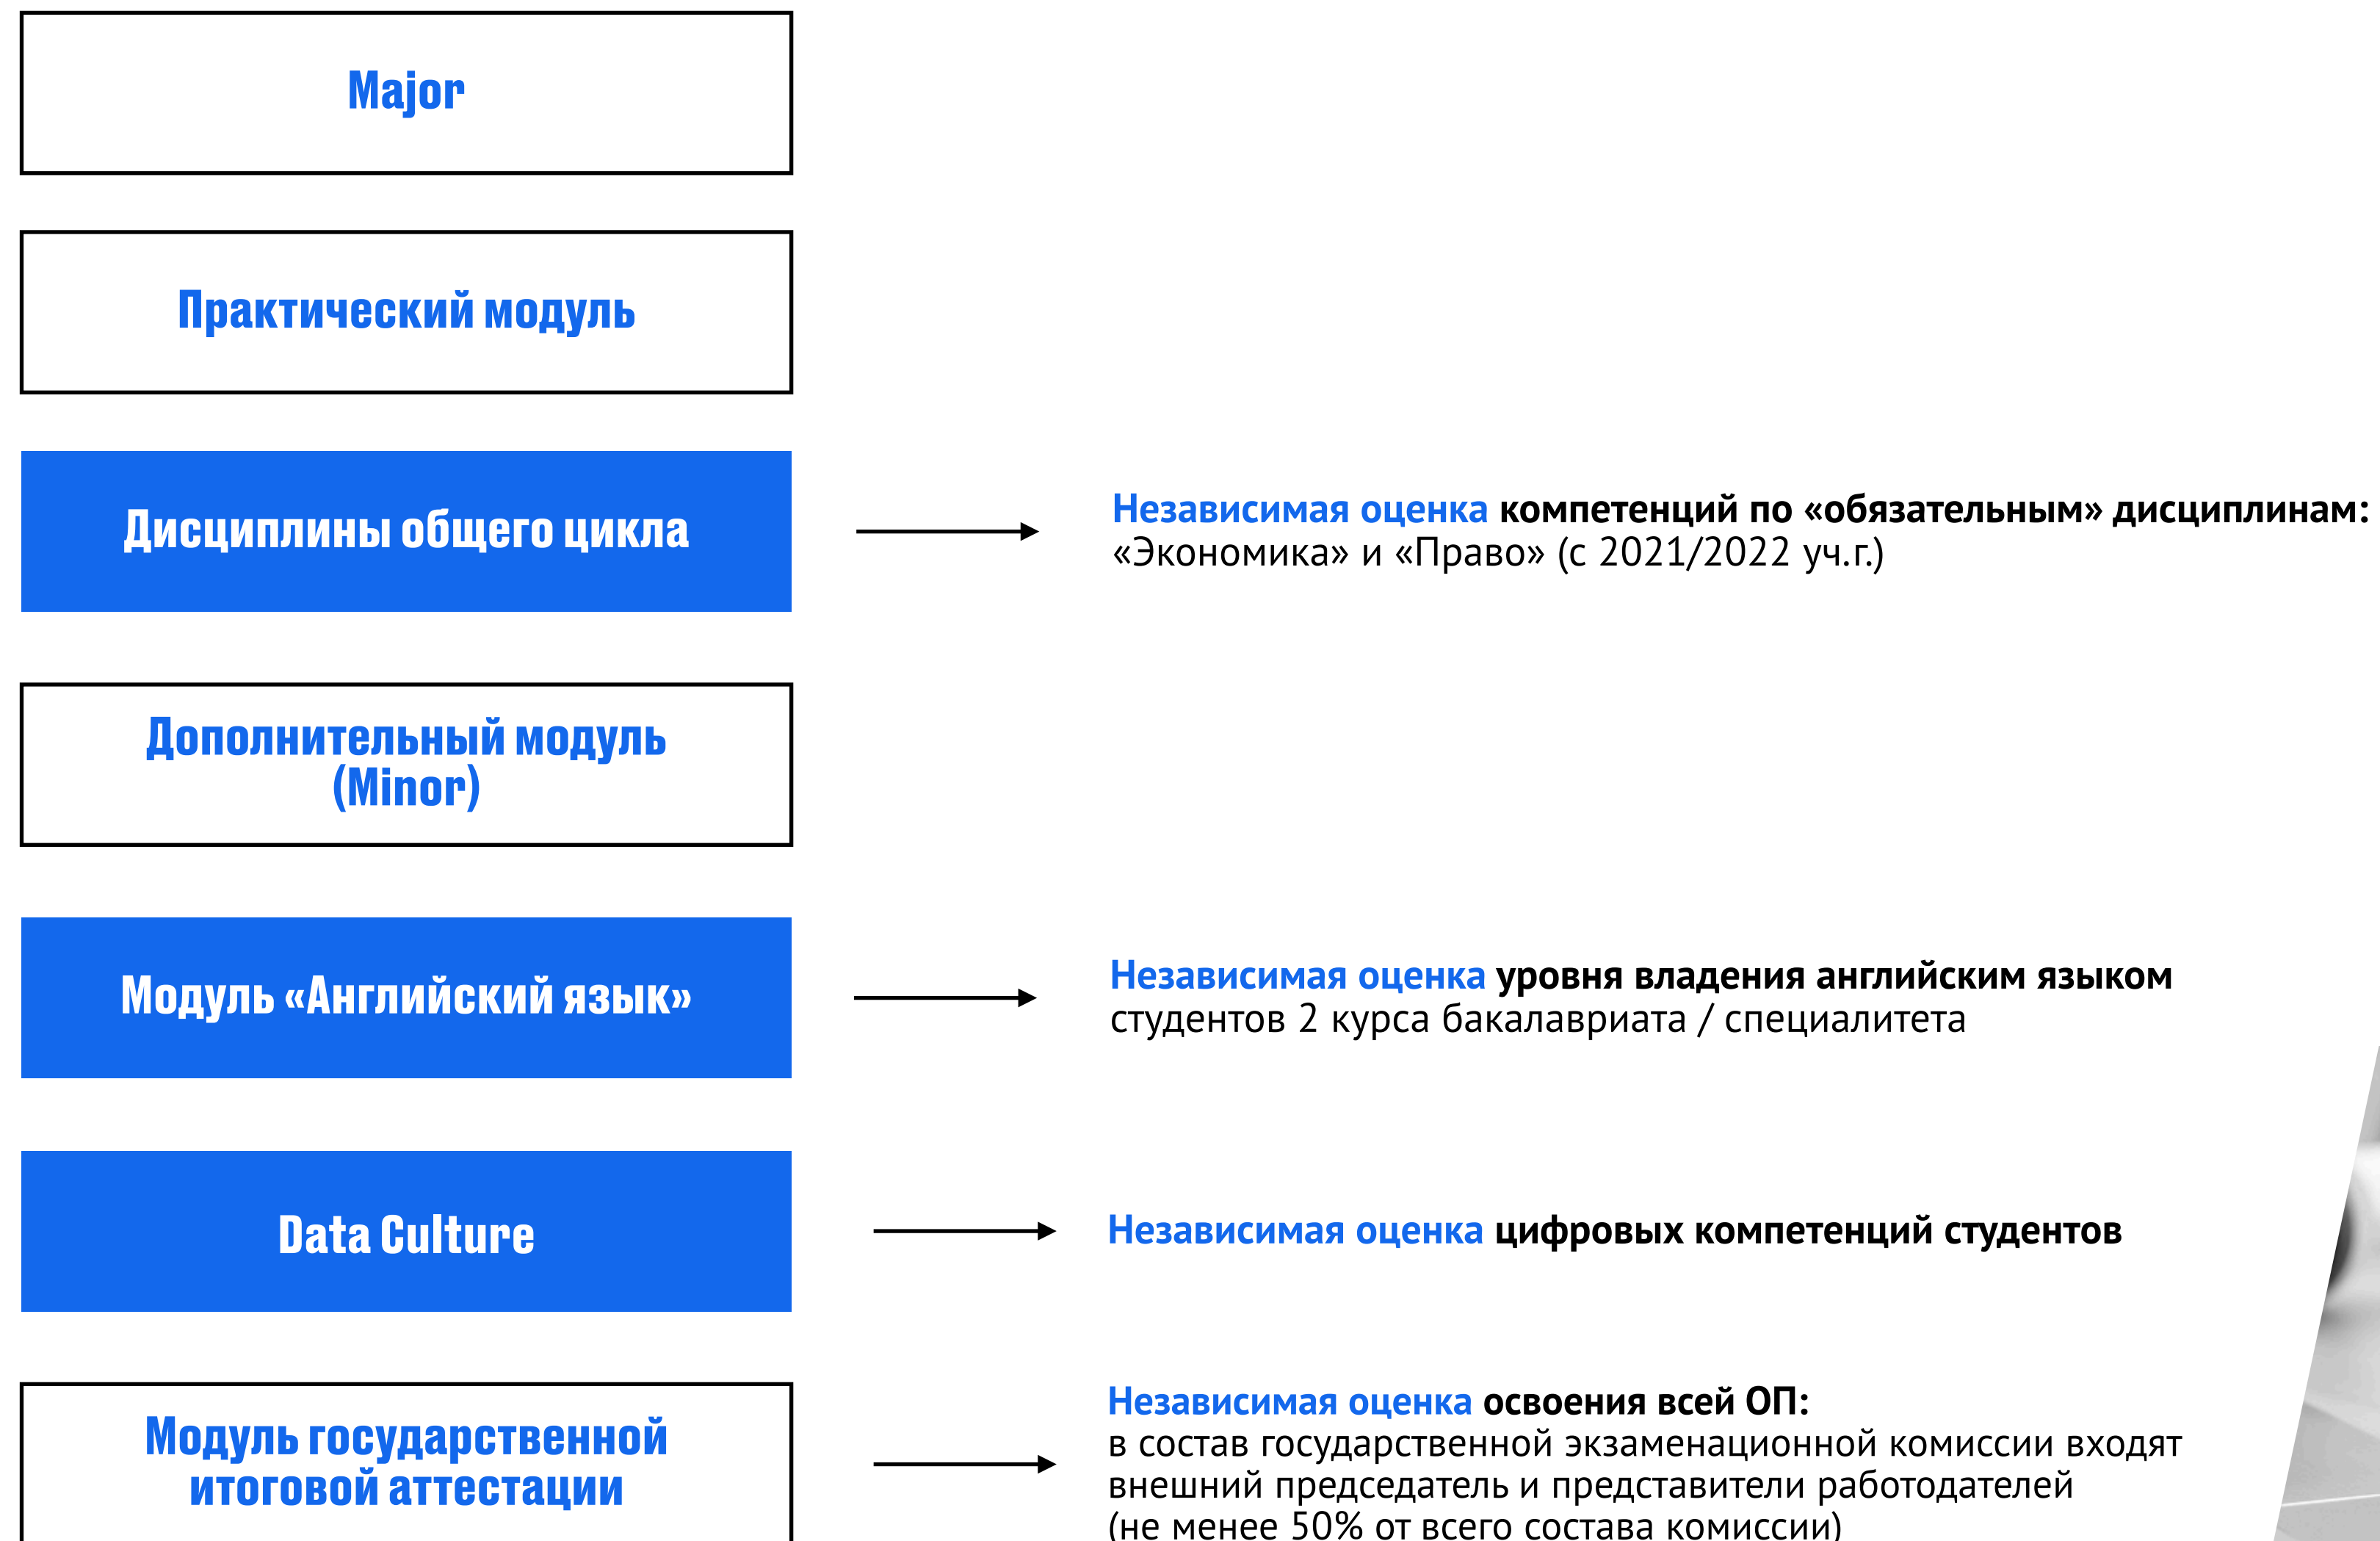 Major
Практический модуль
Дисциплины общего цикла
Независимая оценка компетенций по «обязательным» дисциплинам:
«Экономика» и «Право» (с 2021/2022 уч.г.)
Дополнительный модуль
(Minor)
Модуль «Английский язык»
Независимая оценка уровня владения английским языком
студентов 2 курса бакалавриата / специалитета
Data Culture
Независимая оценка цифровых компетенций студентов
Модуль государственной
итоговой аттестации
Независимая оценка освоения всей ОП:
в состав государственной экзаменационной комиссии входят
внешний председатель и представители работодателей
(не менее 50% от всего состава комиссии)